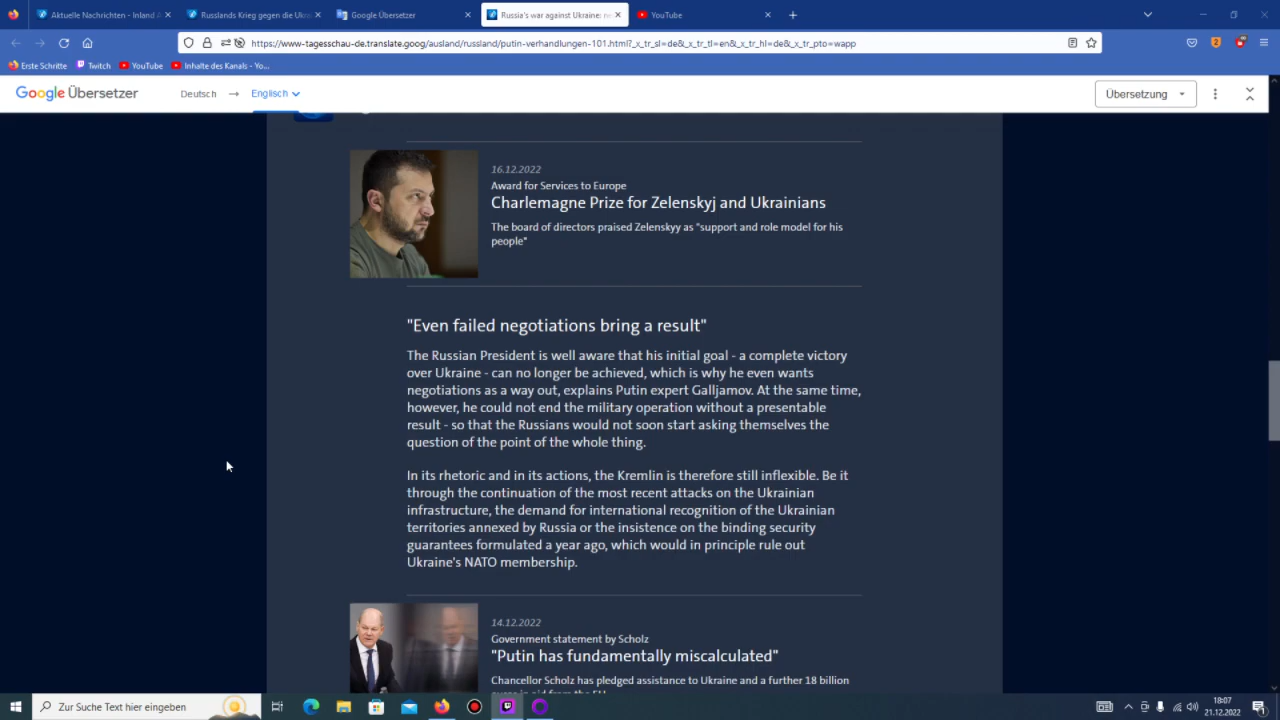 Aktuelle Nachrichten - Inland
Russlands Krieg gegen die Ukra
Google Übersetzer
Russia's war against Ukraine: ne
YouTube
https://www-tagesschau-de.translate.goog/ausland/russland/putin-verhandlungen-101.html?_x_tr_sl=de&_x_tr_tl=en&_x_tr_hl=de&_x_tr_pto=wapp
2
Erste Schritte
Twitch
YouTube
Inhalte des Kanals - Yo...
Google Übersetzer
Deutsch
Englisch
Übersetzung
16.12.2022
Award for Services to Europe
Charlemagne Prize for Zelenskyj and Ukrainians
The board of directors praised Zelenskyy as "support and role model for his
people"
"Even failed negotiations bring a result"
The Russian President is well aware that his initial goal - a complete victory
over Ukraine - can no longer be achieved, which is why he even wants
negotiations as a way out, explains Putin expert Galljamov. At the same time,
however, he could not end the military operation without a presentable
result - so that the Russians would not soon start asking themselves the
question of the point of the whole thing.
In its rhetoric and in its actions, the Kremlin is therefore still inflexible. Be it
through the continuation of the most recent attacks on the Ukrainian
infrastructure, the demand for international recognition of the Ukrainian
territories annexed by Russia or the insistence on the binding security
guarantees formulated a year ago, which would in principle rule out
Ukraine's NATO membership.
14.12.2022
Government statement by Scholz
"Putin has fundamentally miscalculated"
Chancellor Scholz has pledged assistance to Ukraine and a further 18 billion
euros in aid from the EU.
Zur Suche Text hier eingeben
18:07
21.12.2022
1